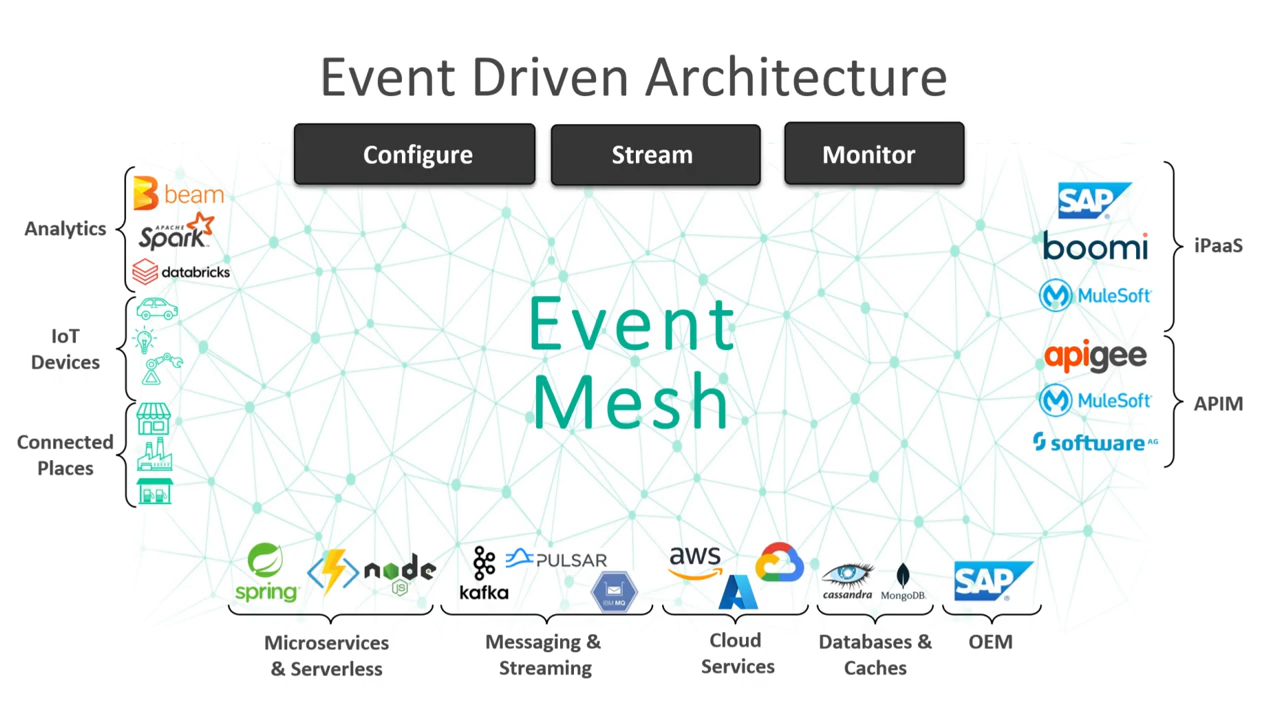 Event Driven Architecture
Configure
Stream
Monitor
Analytics
beam
APACHE
Spark
databricks
IoT
Devices
Connected
Places
Event
Mesh
SAP
boomi
MuleSoft
iPaaS
apigee
MuleSoft
software AG
APIM
spring
node
JS
kafka
PULSAR
IBM MQ
aws
cassandra
MongoDB
SAP
Microservices
& Serverless
Messaging &
Streaming
Cloud
Services
Databases &
Caches
OEM